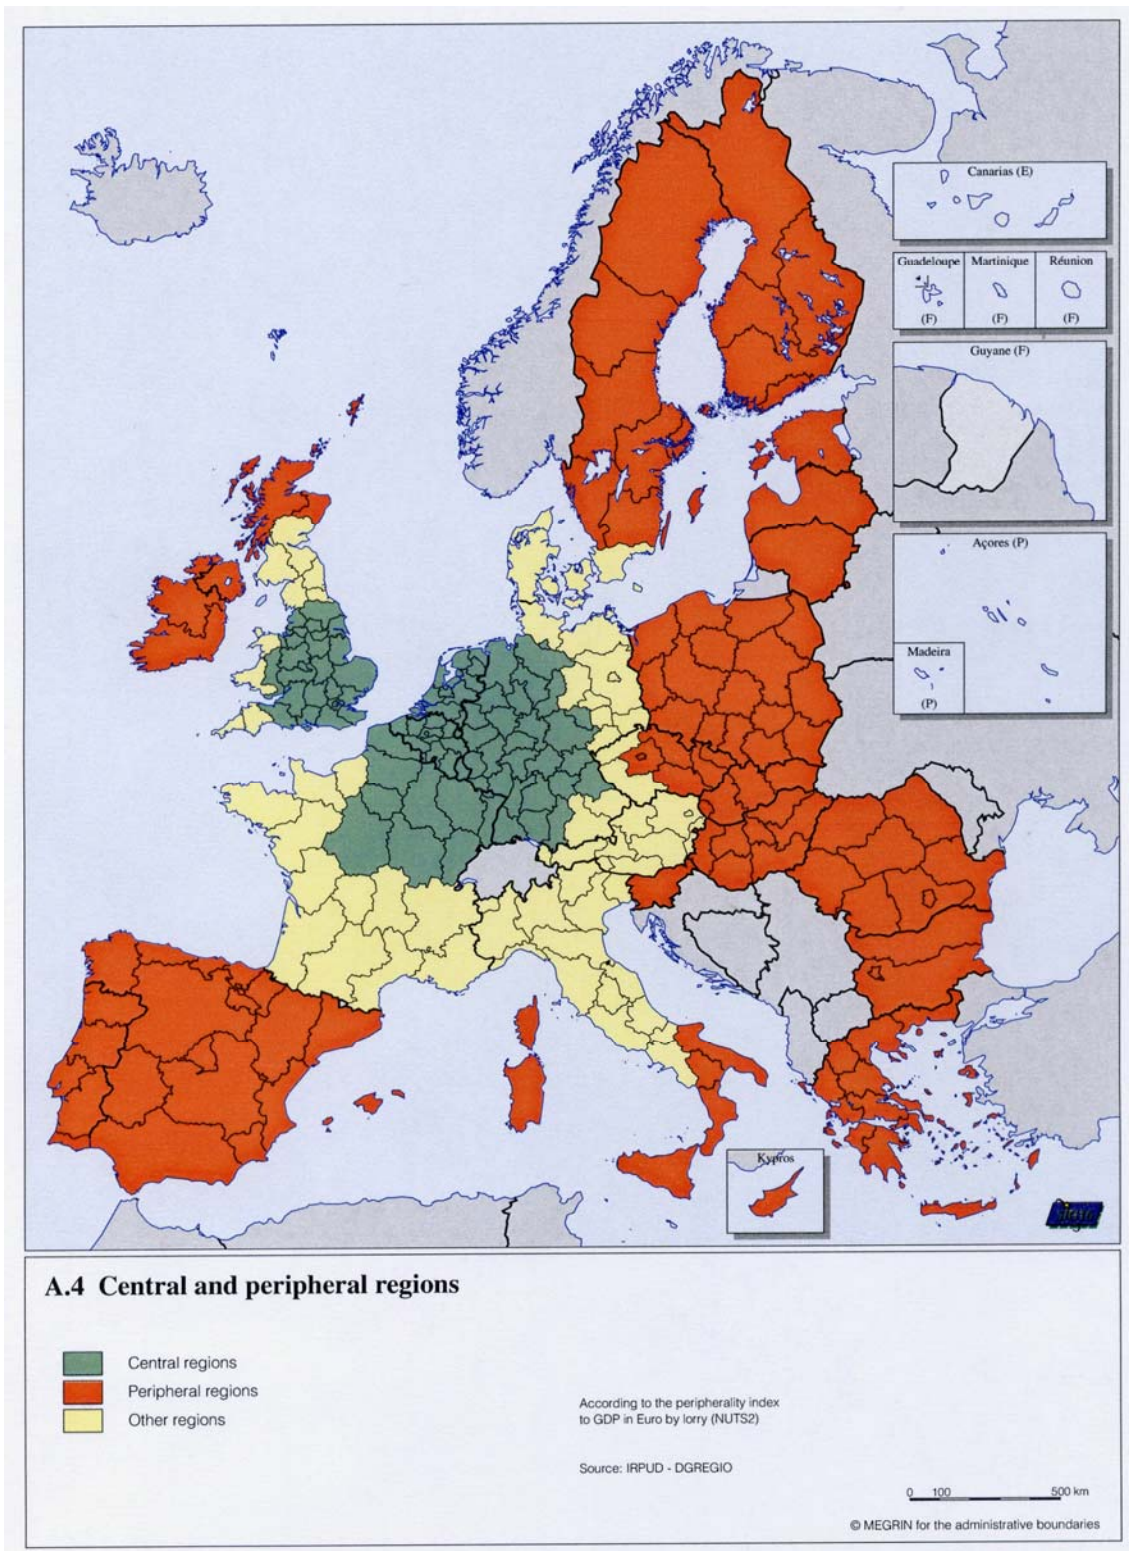 Canarias (E)
Guadeloupe
Martinique
Réunion
(F)
(F)
(F)
Guyane (F)
Açores (P)
Madeira
(P)
Kypros
A.4 Central and peripheral regions
Central regions
Peripheral regions
Other regions
According to the peripherality index
to GDP in Euro by lorry (NUTS2)
Source: IRPUD - DGREGIO
0 100 500 km
© MEGRIN for the administrative boundaries